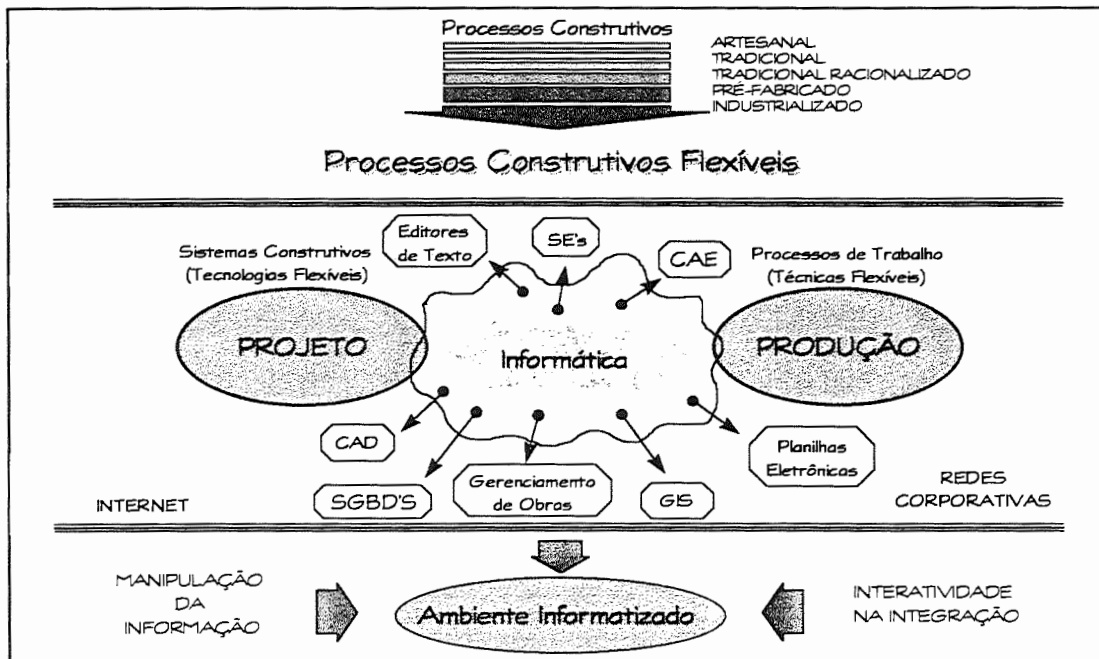 Processos Construtivos
ARTESANAL
TRADICIONAL
TRADICIONAL RACIONALIZADO
PRÉ-FABRICADO
INDUSTRIALIZADO
Processos Construtivos Flexíveis
Editores
de Texto
SE's
CAE
Sistemas Construtivos
(Tecnologias Flexíveis)
Processos de Trabalho
(Técnicas Flexíveis)
PROJETO
Informática
PRODUÇÃO
CAD
SGBD'S
Gerenciamento
de Obras
GIS
Planilhas
Eletrônicas
INTERNET
REDES
CORPORATIVAS
MANIPULAÇÃO
DA
INFORMAÇÃO
Ambiente Informatizado
INTERATIVIDADE
NA INTEGRAÇÃO